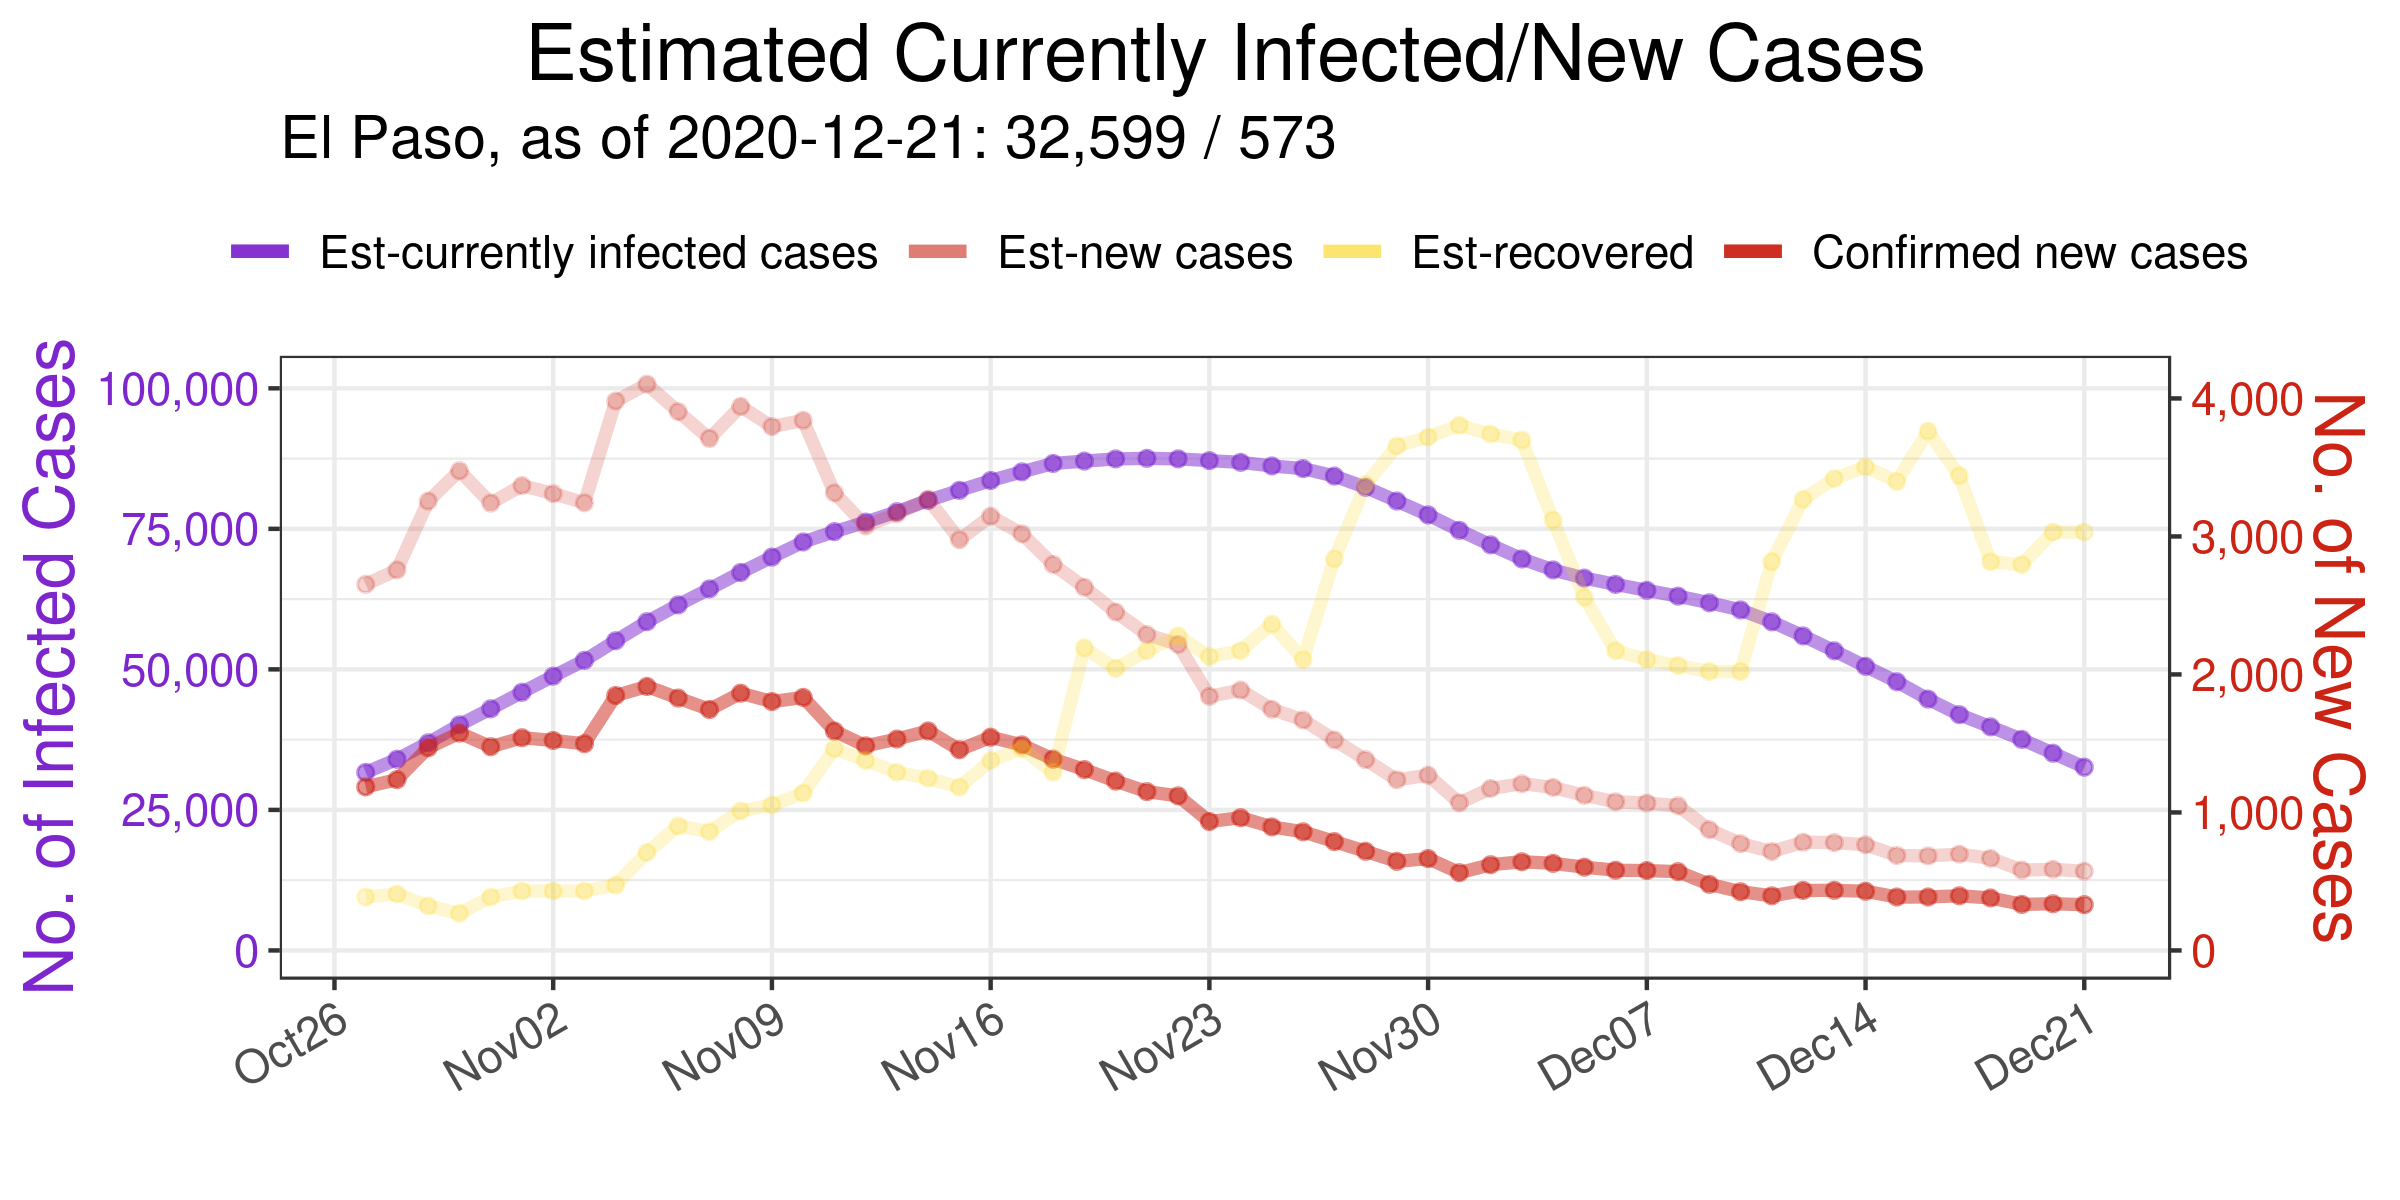 Estimated Currently Infected/New Cases
El Paso, as of 2020-12-21: 32,599 / 573
Est-currently infected cases Est-new cases Est-recovered Confirmed new cases
No. of Infected Cases
100,000
75,000
50,000
25,000
0
4,000
3,000
2,000
1,000
0
No. of New Cases
Oct26 Nov02 Nov09 Nov16 Nov23 Nov30 Dec07 Dec14 Dec21